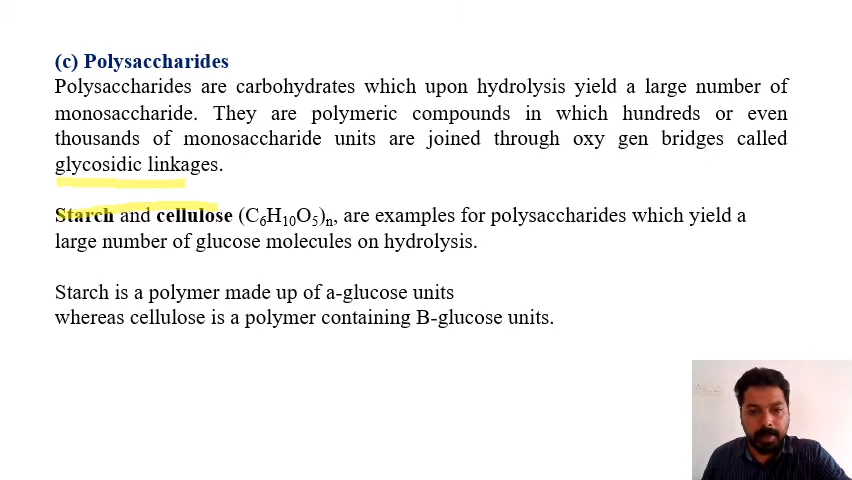 (c) Polysaccharides
Polysaccharides are carbohydrates which upon hydrolysis yield a large number of
monosaccharide. They are polymeric compounds in which hundreds or even
thousands of monosaccharide units are joined through oxy gen bridges called
glycosidic linkages.
Starch and cellulose (C₆H₁₀O₅)ₙ, are examples for polysaccharides which yield a
large number of glucose molecules on hydrolysis.
Starch is a polymer made up of a-glucose units
whereas cellulose is a polymer containing B-glucose units.